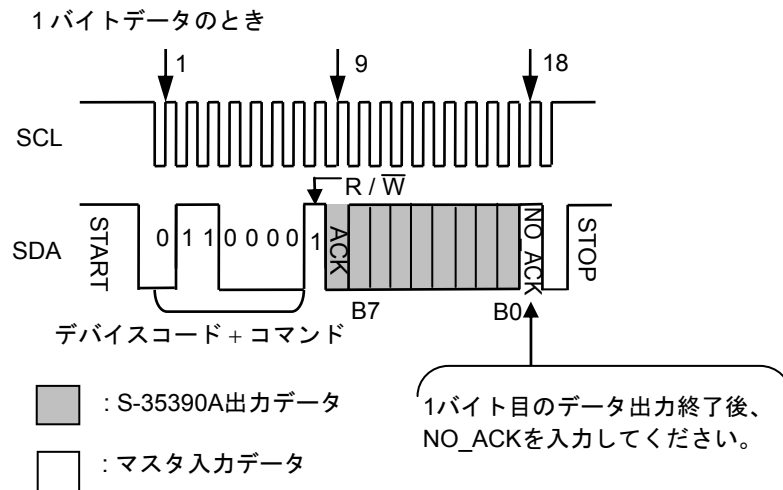 1 バイトデータのとき
1 9 18
SCL
R / W
SDA START 0 1 1 0 0 0 0 1 ACK NO_ACK STOP
B7 B0
デバイスコード + コマンド
: S-35390A出力データ
: マスタ入力データ
1バイト目のデータ出力終了後、
NO_ACKを入力してください。